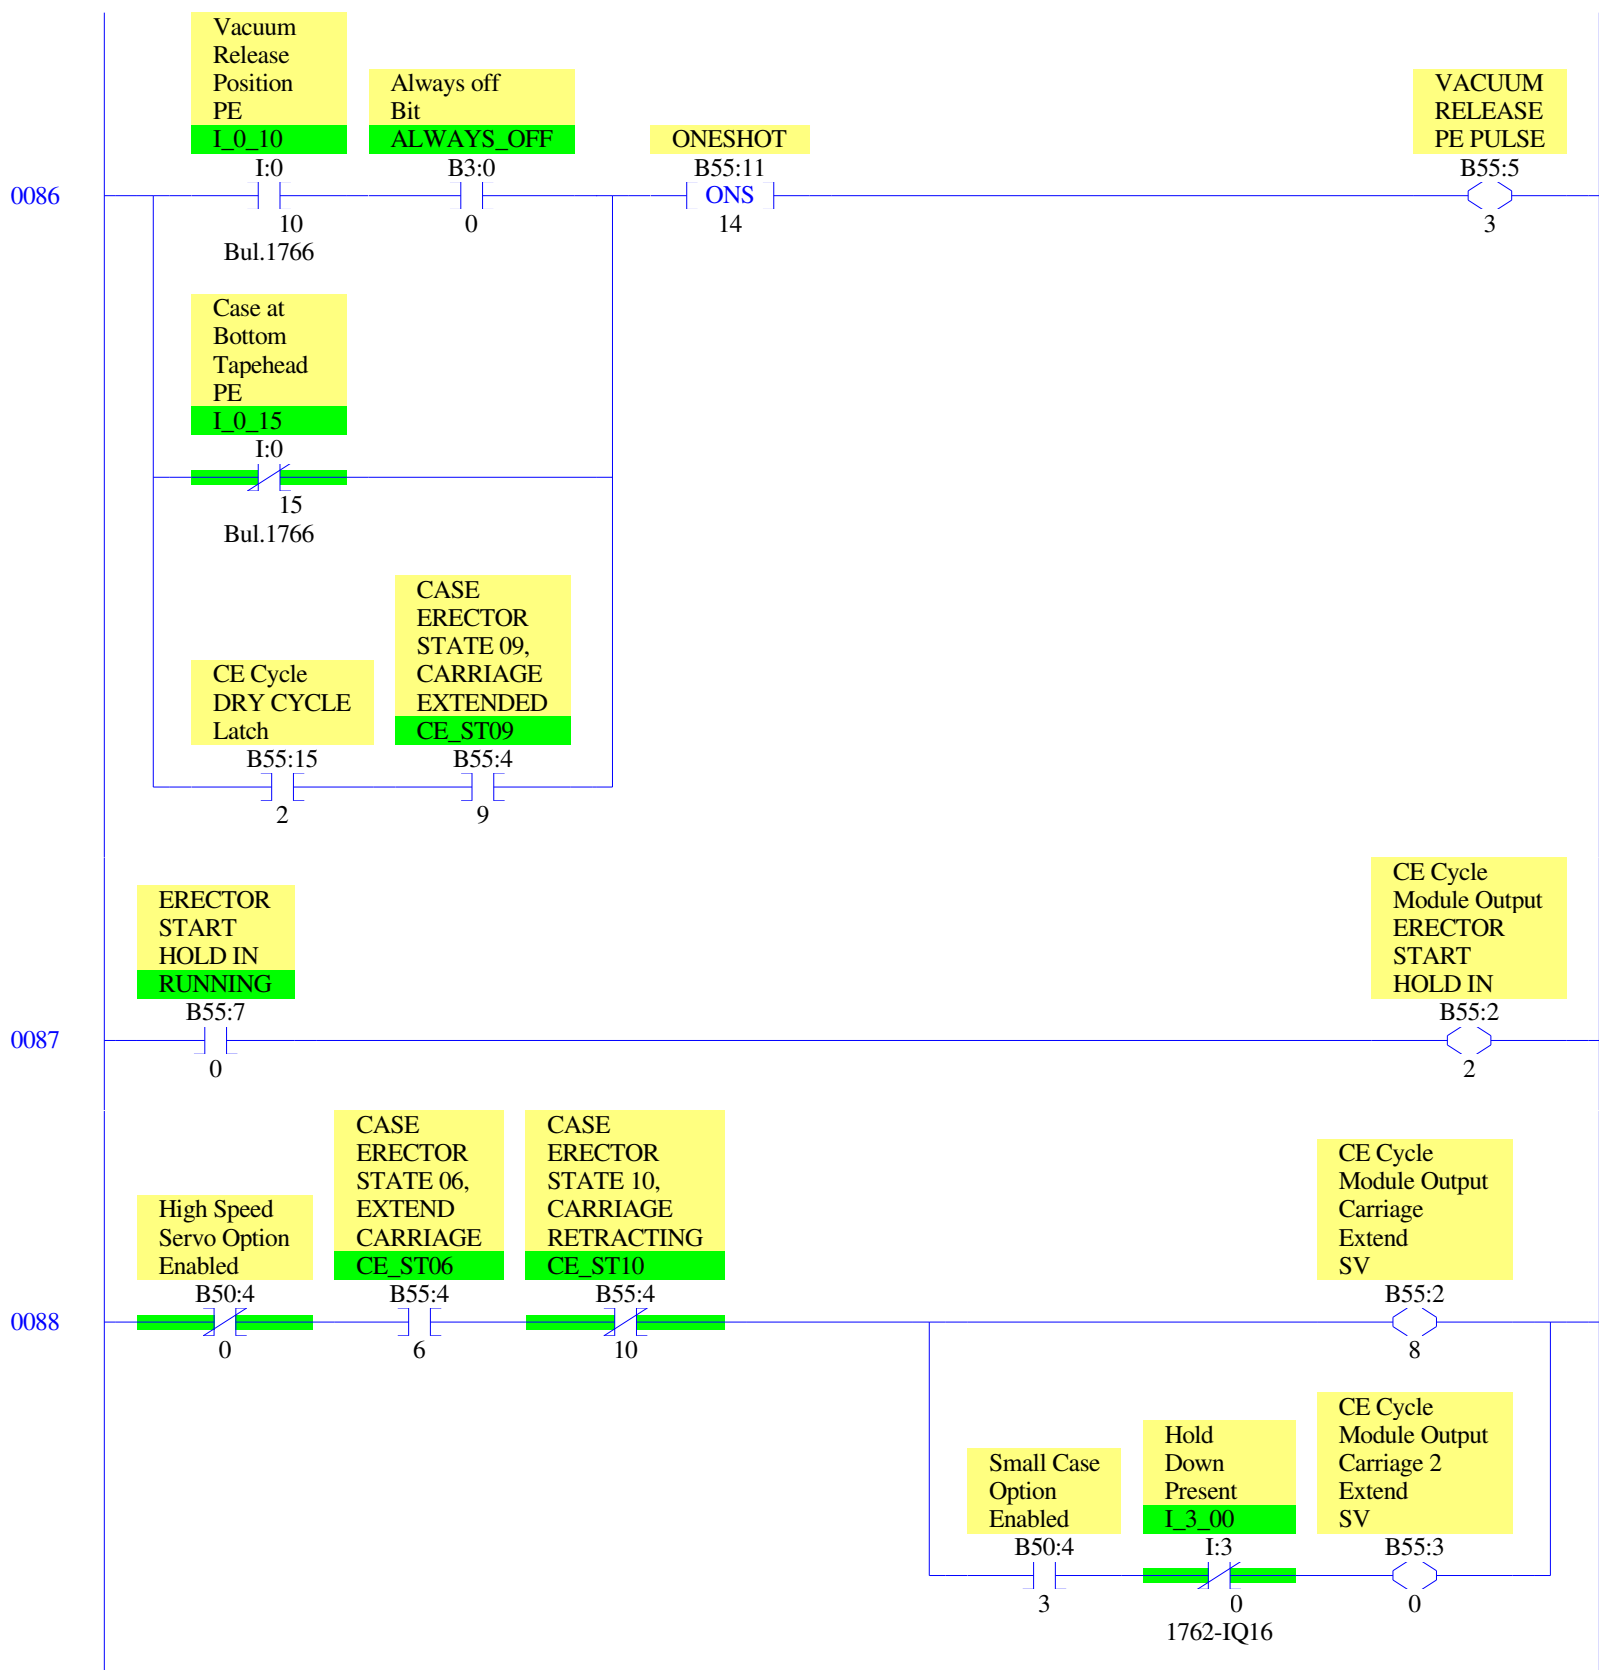 Vacuum
Release
Position
PE
I_0_10
I:0
10
Bul.1766
Always off
Bit
ALWAYS_OFF
B3:0
0
ONESHOT
B55:11
ONS
14
VACUUM
RELEASE
PE PULSE
B55:5
3
0086
Case at
Bottom
Tapehead
PE
I_0_15
I:0
15
Bul.1766
CE Cycle
DRY CYCLE
Latch
B55:15
2
CASE
ERECTOR
STATE 09,
CARRIAGE
EXTENDED
CE_ST09
B55:4
9
ERECTOR
START
HOLD IN
RUNNING
B55:7
0
0087
CE Cycle
Module Output
ERECTOR
START
HOLD IN
B55:2
2
High Speed
Servo Option
Enabled
B50:4
0
0088
CASE
ERECTOR
STATE 06,
EXTEND
CARRIAGE
CE_ST06
B55:4
6
CASE
ERECTOR
STATE 10,
CARRIAGE
RETRACTING
CE_ST10
B55:4
10
CE Cycle
Module Output
Carriage
Extend
SV
B55:2
8
Small Case
Option
Enabled
B50:4
3
Hold
Down
Present
I_3_00
I:3
0
1762-IQ16
CE Cycle
Module Output
Carriage 2
Extend
SV
B55:3
0